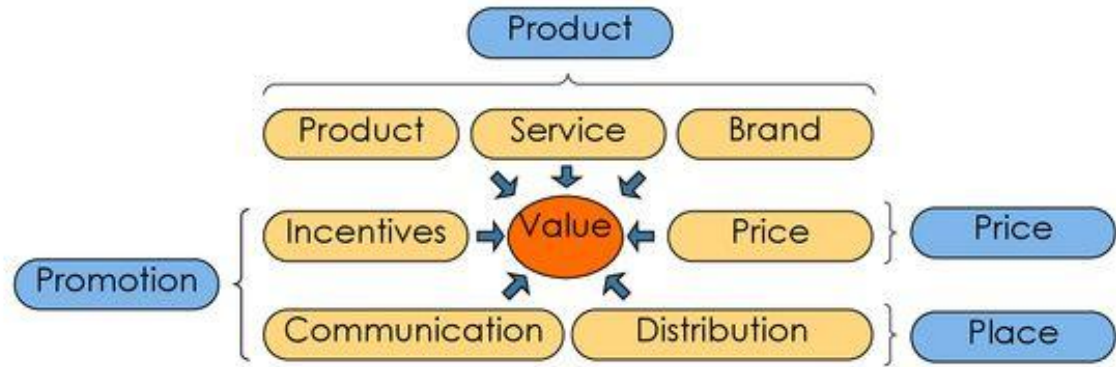 Product
Product Service Brand
Incentives Value Price Price
Promotion
Communication Distribution Place